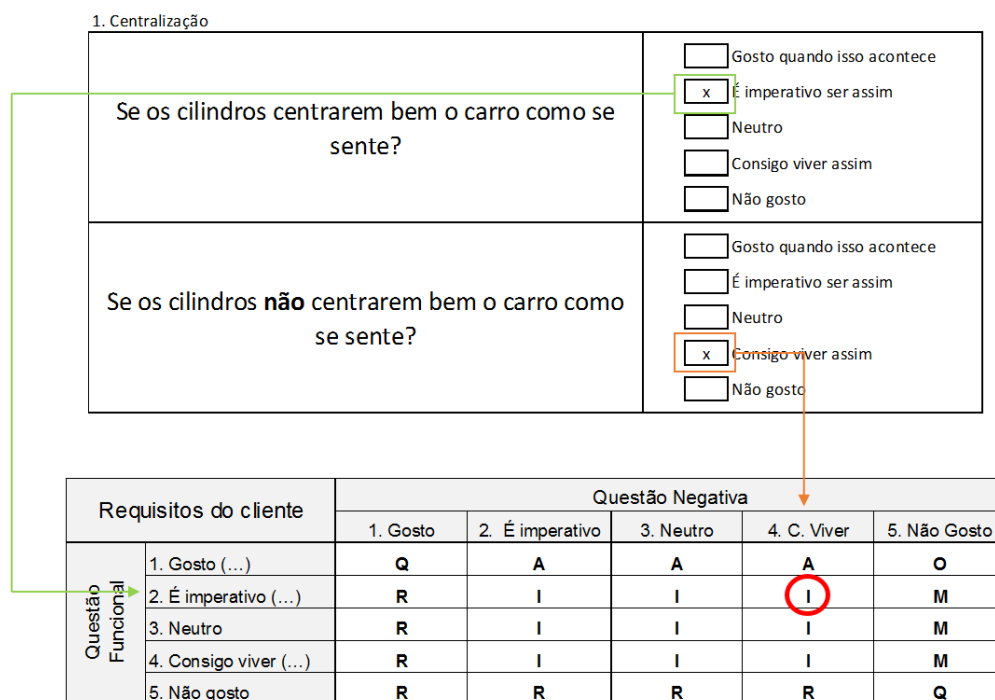 1. Centralização
Se os cilindros centrarem bem o carro como se
sente?
Gosto quando isso acontece
x É imperativo ser assim
Neutro
Consigo viver assim
Não gosto
Se os cilindros não centrarem bem o carro como
se sente?
Gosto quando isso acontece
É imperativo ser assim
Neutro
x Consigo viver assim
Não gosto
Requisitos do cliente
Questão Negativa
1. Gosto 2. É imperativo 3. Neutro 4. C. Viver 5. Não Gosto
Questão
Funcional
1. Gosto (...) Q A A A O
2. É imperativo (...) R I I I M
3. Neutro R I I I M
4. Consigo viver (...) R I I I M
5. Não gosto R R R R Q